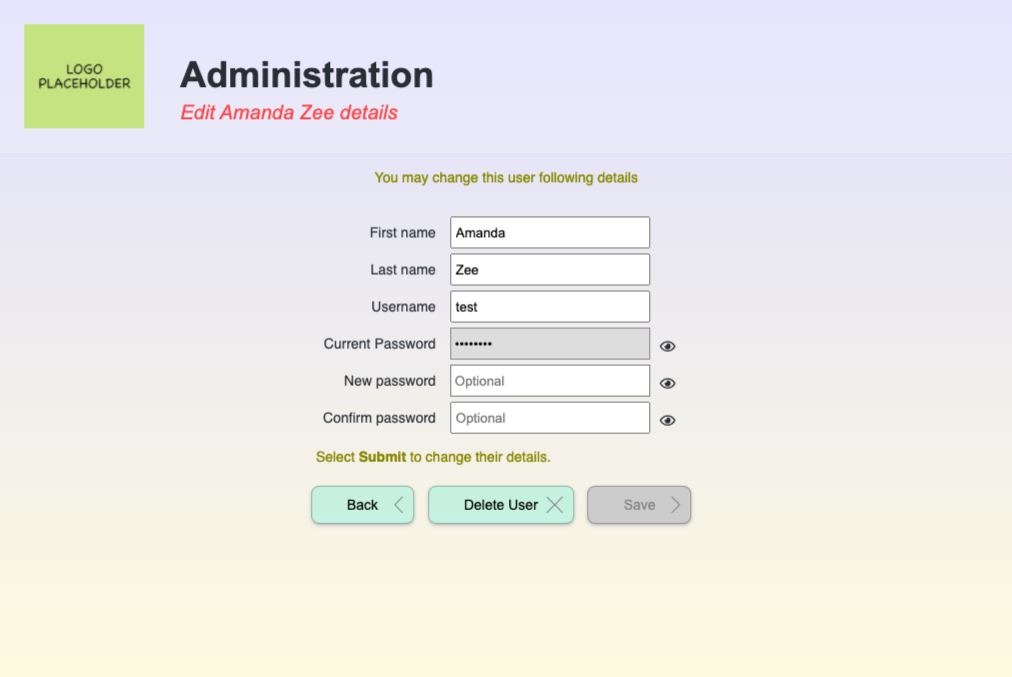 LOGO
PLACEHOLDER
Administration
Edit Amanda Zee details
You may change this user following details
First name Amanda
Last name Zee
Username test
Current Password ••••••••
New password Optional
Confirm password Optional
Select Submit to change their details.
Back Delete User Save